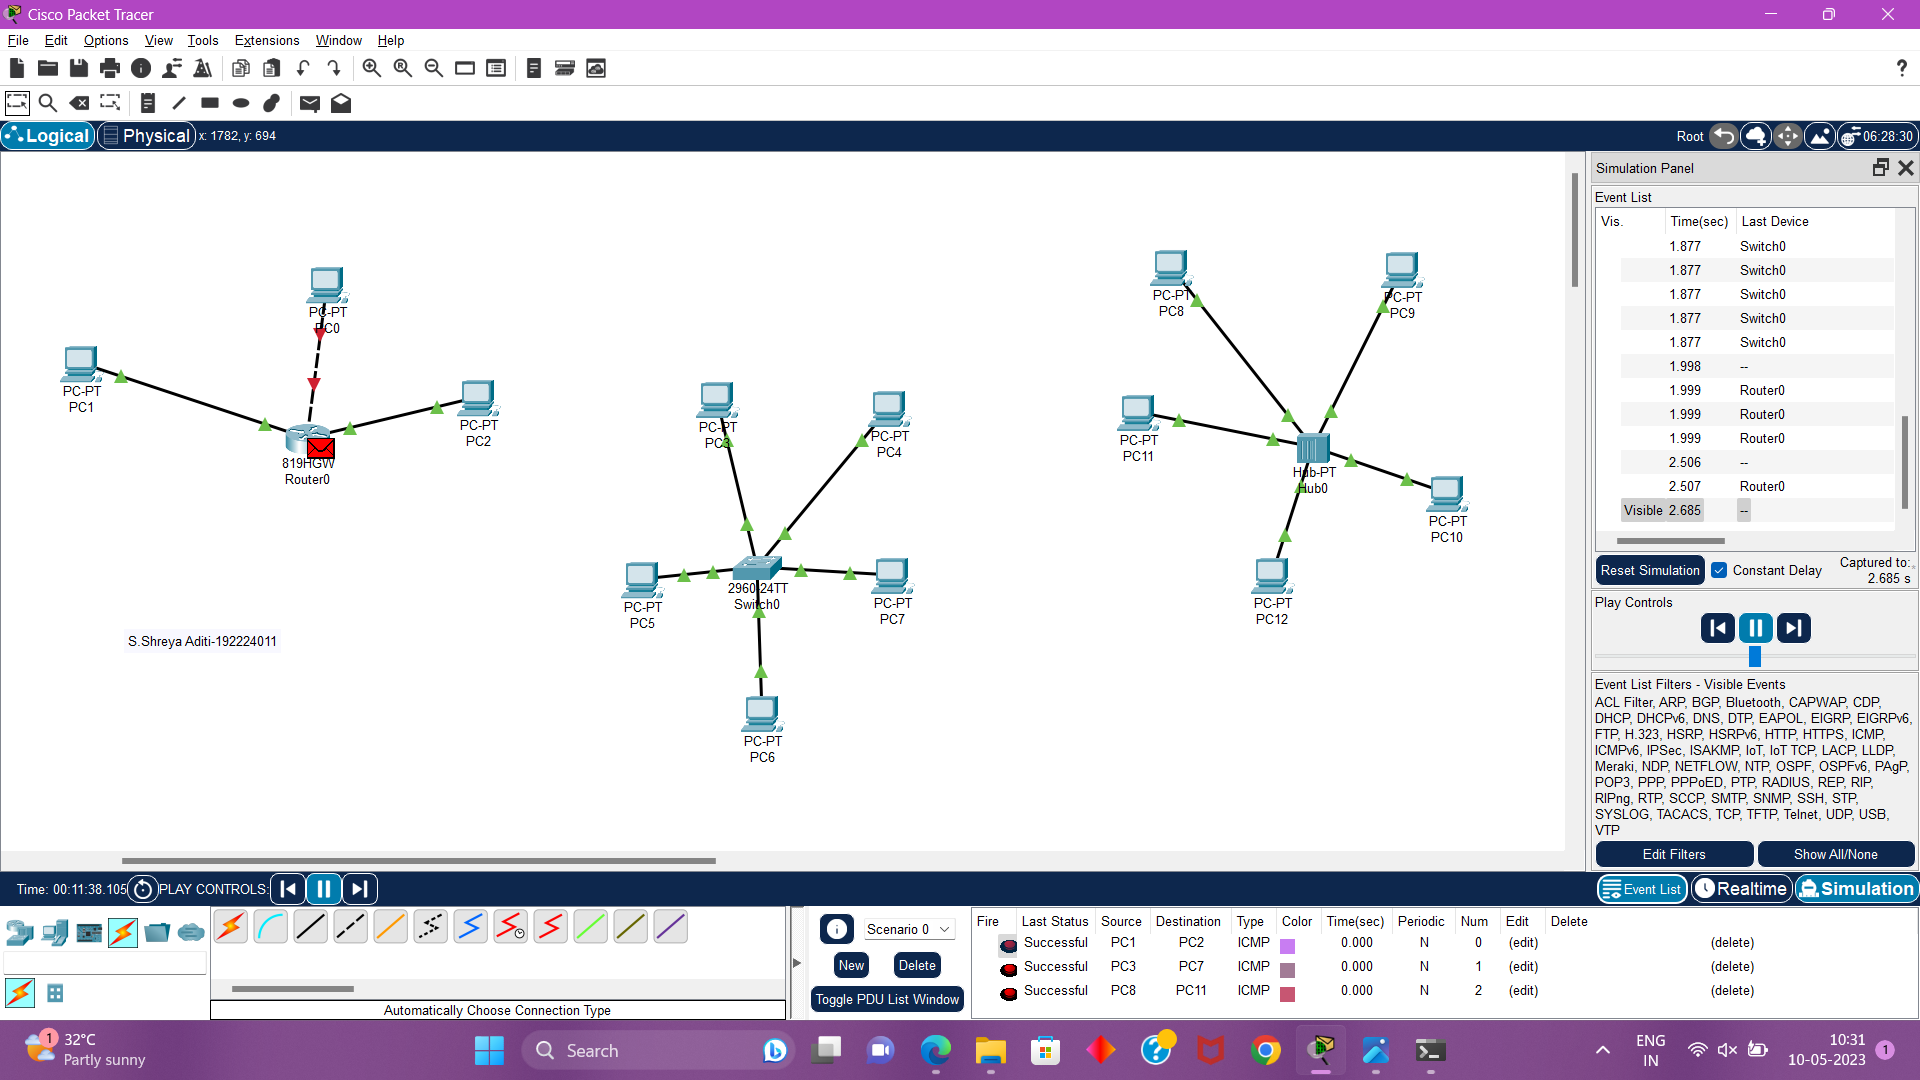 Cisco Packet Tracer
File Edit Options View Tools Extensions Window Help
?
Logical Physical x: 1782, y: 694 Root 06:28:30
Simulation Panel
Event List
Vis. Time(sec) Last Device
1.877 Switch0
1.877 Switch0
1.877 Switch0
1.877 Switch0
1.877 Switch0
1.998 --
1.999 Router0
1.999 Router0
1.999 Router0
2.506 --
2.507 Router0
Visible 2.685 --
Reset Simulation Constant Delay Captured to:
2.685 s
Play Controls
Event List Filters - Visible Events
ACL Filter, ARP, BGP, Bluetooth, CAPWAP, CDP,
DHCP, DHCPv6, DNS, DTP, EAPOL, EIGRP, EIGRPv6,
FTP, H.323, HSRP, HSRPv6, HTTP, HTTPS, ICMP,
ICMPv6, IPSec, ISAKMP, IoT, IoT TCP, LACP, LLDP,
Meraki, NDP, NETFLOW, NTP, OSPF, OSPFv6, PAgP,
POP3, PPP, PPPoED, PTP, RADIUS, REP, RIP,
RIPng, RTP, SCCP, SMTP, SNMP, SSH, STP,
SYSLOG, TACACS, TCP, TFTP, Telnet, UDP, USB,
VTP
Edit Filters Show All/None
PC-PT
PC0
PC-PT
PC1
PC-PT
PC2
819HGW
Router0
S.Shreya Aditi-192224011
PC-PT
PC3
PC-PT
PC4
PC-PT
PC5
2960-24TT
Switch0
PC-PT
PC7
PC-PT
PC6
PC-PT
PC8
PC-PT
PC9
PC-PT
PC11
Hub-PT
Hub0
PC-PT
PC10
PC-PT
PC12
Time: 00:11:38.105 PLAY CONTROLS: Event List Realtime Simulation
Automatically Choose Connection Type
Scenario 0
New Delete
Toggle PDU List Window
Fire Last Status Source Destination Type Color Time(sec) Periodic Num Edit Delete
Successful PC1 PC2 ICMP 0.000 N 0 (edit) (delete)
Successful PC3 PC7 ICMP 0.000 N 1 (edit) (delete)
Successful PC8 PC11 ICMP 0.000 N 2 (edit) (delete)
1 32°C
Partly sunny
Search
ENG
IN
10:31
10-05-2023
1